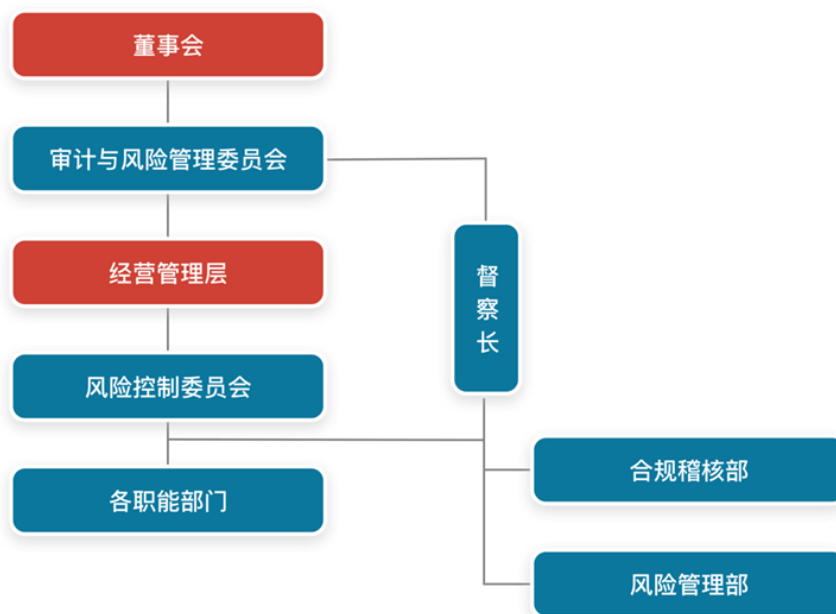 董事会
审计与风险管理委员会
经营管理层
风险控制委员会
各职能部门
督察长
合规稽核部
风险管理部